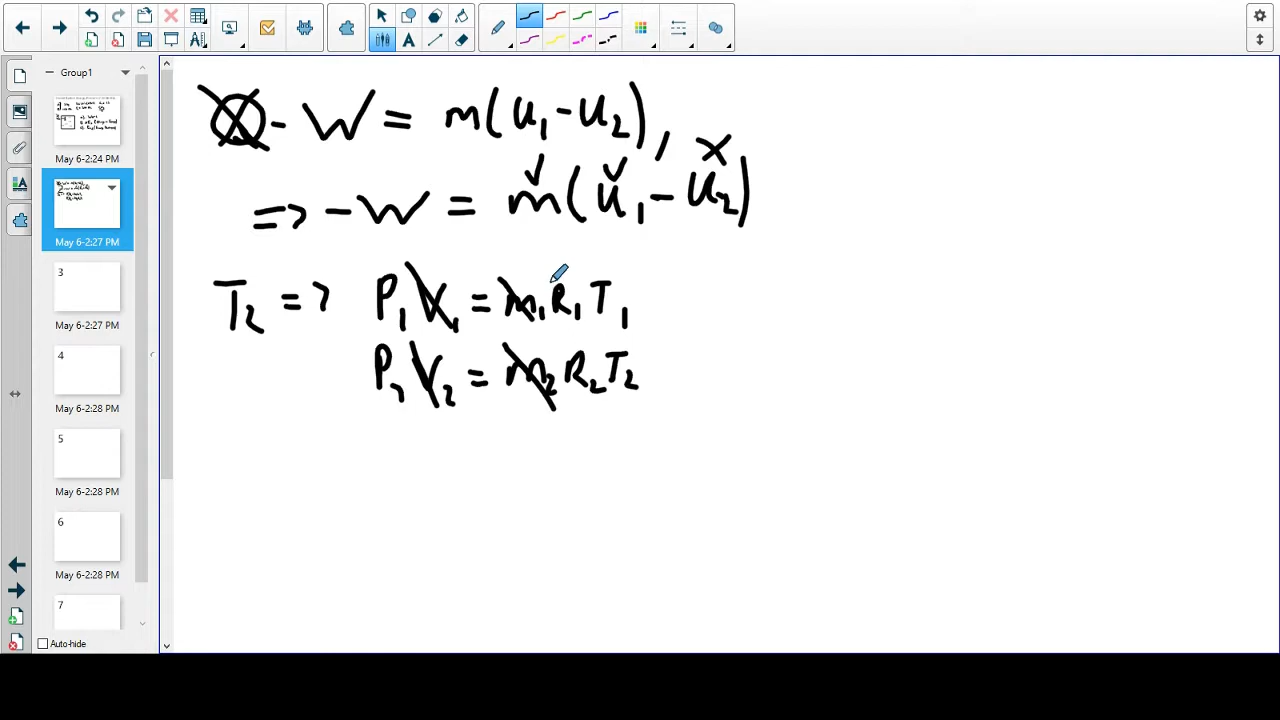 Group1
May 6-2:24 PM
May 6-2:27 PM
3
May 6-2:27 PM
4
May 6-2:28 PM
5
May 6-2:28 PM
6
May 6-2:28 PM
7
Auto-hide
Q - W = m(u₁ - u₂),
=> - W = m(u₁ - u₂)
T₂ => P₁V₁ = m₁R₁T₁
P₂V₂ = m₂R₂T₂